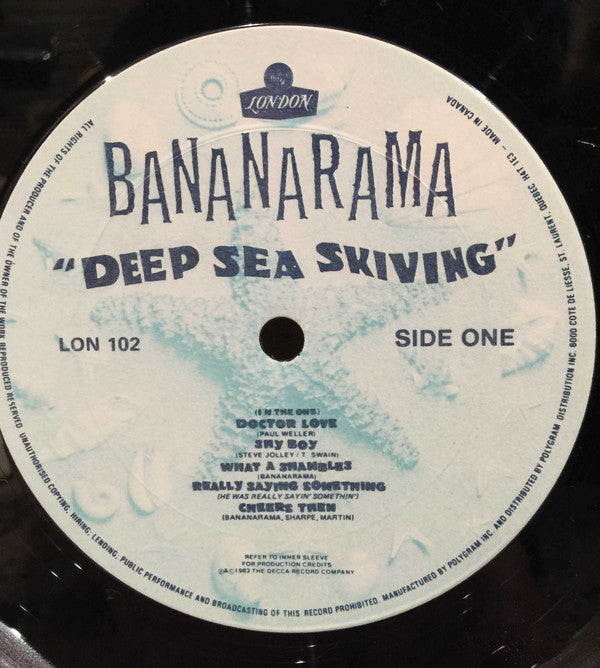 LONDON
BANANARAMA
"DEEP SEA SKIVING"
LON 102
SIDE ONE
(IN THE ONE)
DOCTOR LOVE
(PAUL WELLER)
SHY BOY
(STEVE JOLLEY / T. SWAIN)
WHAT A SHAMBLES
(BANANARAMA)
REALLY SAYING SOMETHING
(HE WAS REALLY SAYIN' SOMETHIN')
CHEERS THEN
(BANANARAMA, SHARPE, MARTIN)
REFER TO INNER SLEEVE
FOR PRODUCTION CREDITS
℗&©1983 THE DECCA RECORD COMPANY
ALL RIGHTS OF THE PRODUCER AND OF THE OWNER OF THE WORK REPRODUCED RESERVED. UNAUTHORISED COPYING, HIRING, LENDING, PUBLIC PERFORMANCE AND BROADCASTING OF THIS RECORD PROHIBITED. MANUFACTURED BY POLYGRAM INC. AND DISTRIBUTED BY POLYGRAM DISTRIBUTION INC. 6000 COTE DE LIESSE, ST. LAURENT, QUEBEC H4T 1E3 – MADE IN CANADA